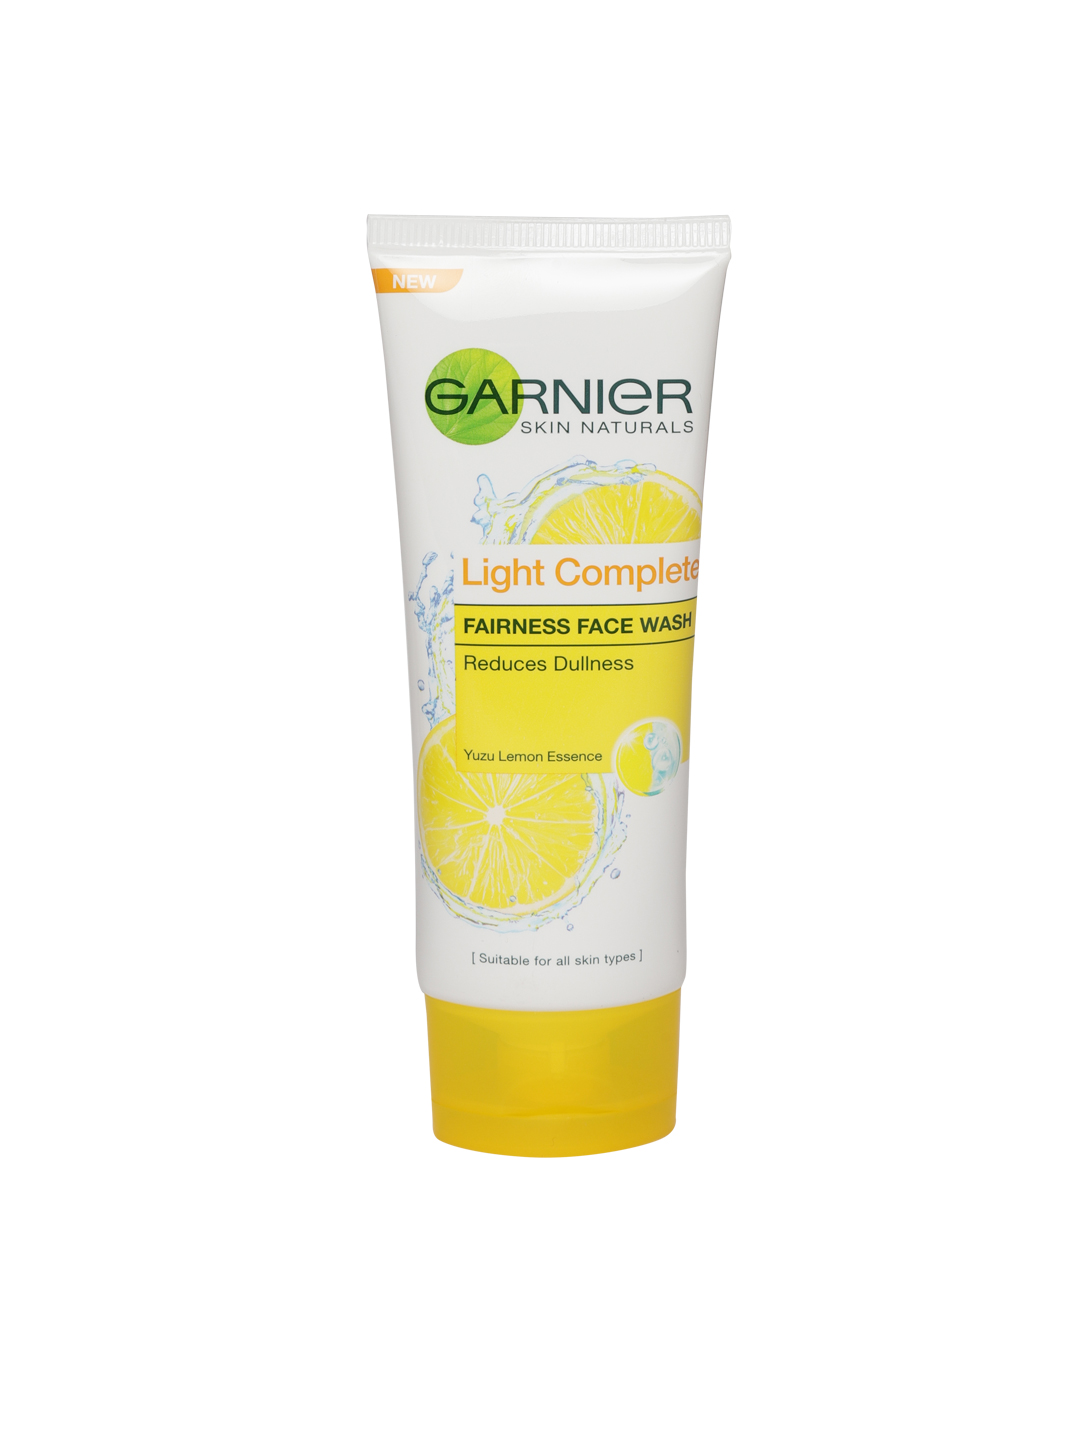 NEW
GARNIER
SKIN NATURALS
Light Complete
FAIRNESS FACE WASH
Reduces Dullness
Yuzu Lemon Essence
[ Suitable for all skin types ]